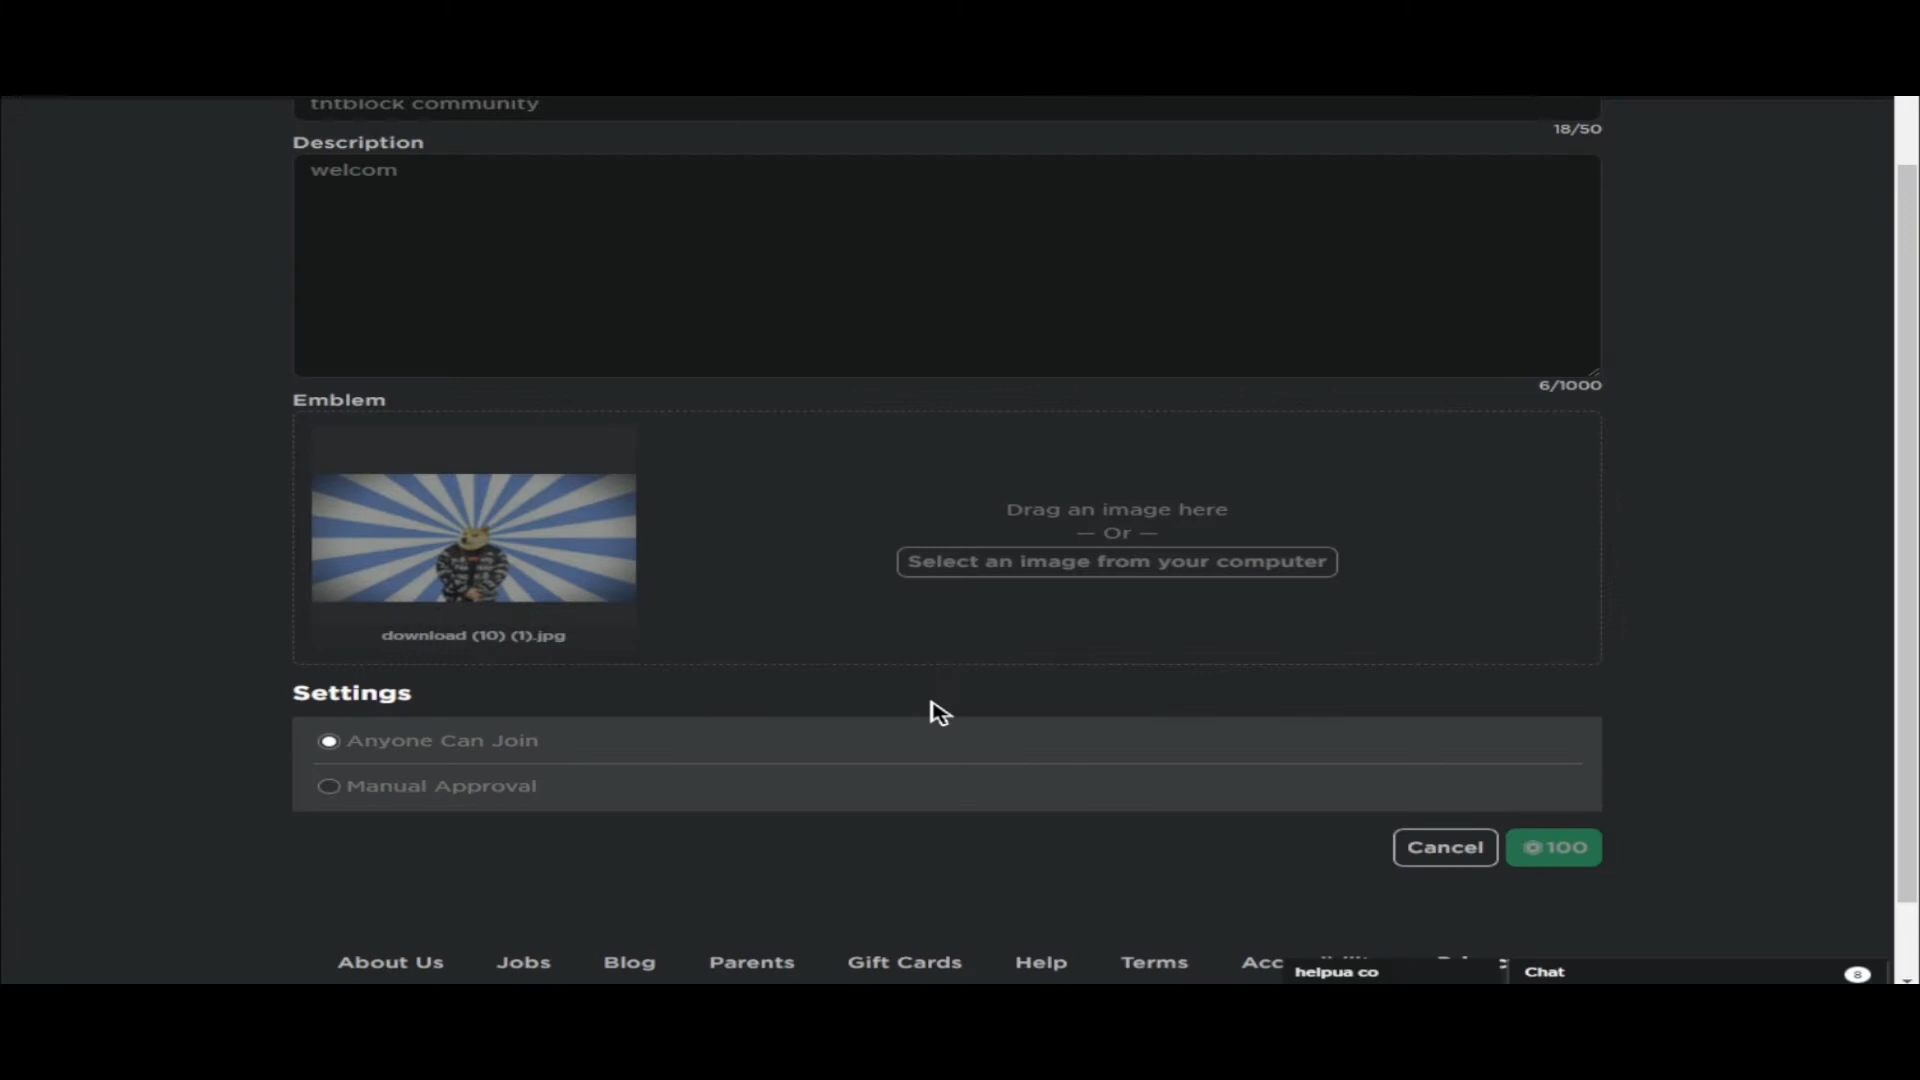 tntblock community
18/50
Description
welcom
6/1000
Emblem
Drag an image here
— Or —
Select an image from your computer
download (10) (1).jpg
Settings
Anyone Can Join
Manual Approval
Cancel
100
About Us Jobs Blog Parents Gift Cards Help Terms
helpua co
Chat
8